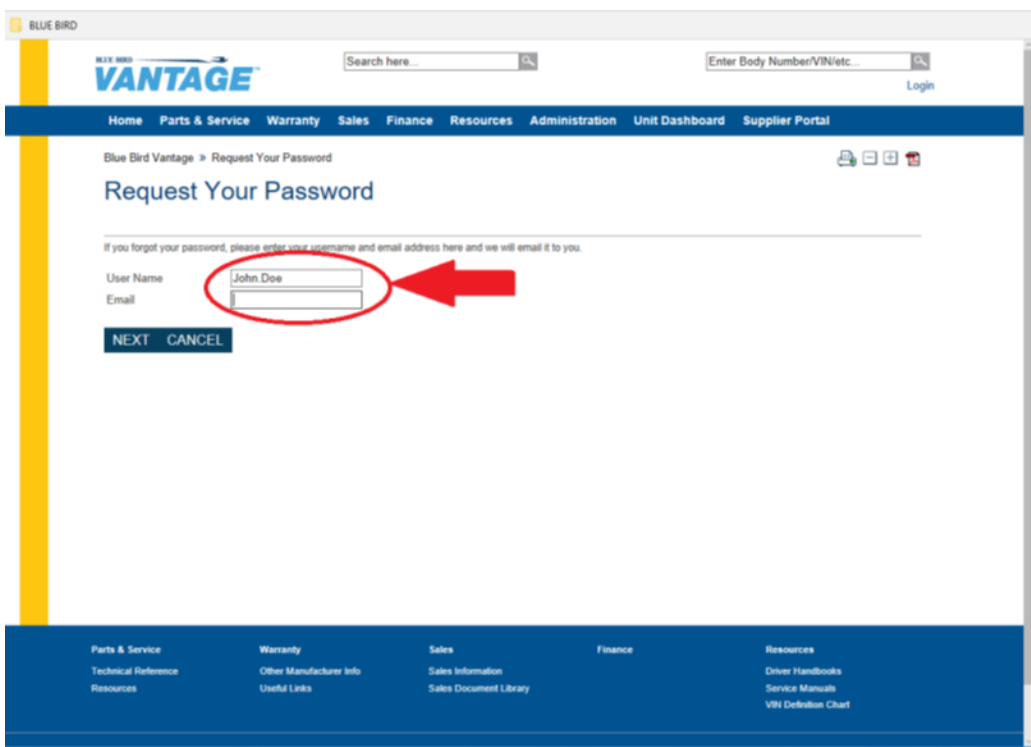 BLUE BIRD
BLUE BIRD
VANTAGE
Search here...
Enter Body Number/VIN/etc...
Login
Home Parts & Service Warranty Sales Finance Resources Administration Unit Dashboard Supplier Portal
Blue Bird Vantage » Request Your Password
Request Your Password
If you forgot your password, please enter your username and email address here and we will email it to you.
User Name John.Doe
Email
NEXT CANCEL
Parts & Service Warranty Sales Finance Resources
Technical Reference Other Manufacturer Info Sales Information Driver Handbooks
Resources Useful Links Sales Document Library Service Manuals
VIN Definition Chart